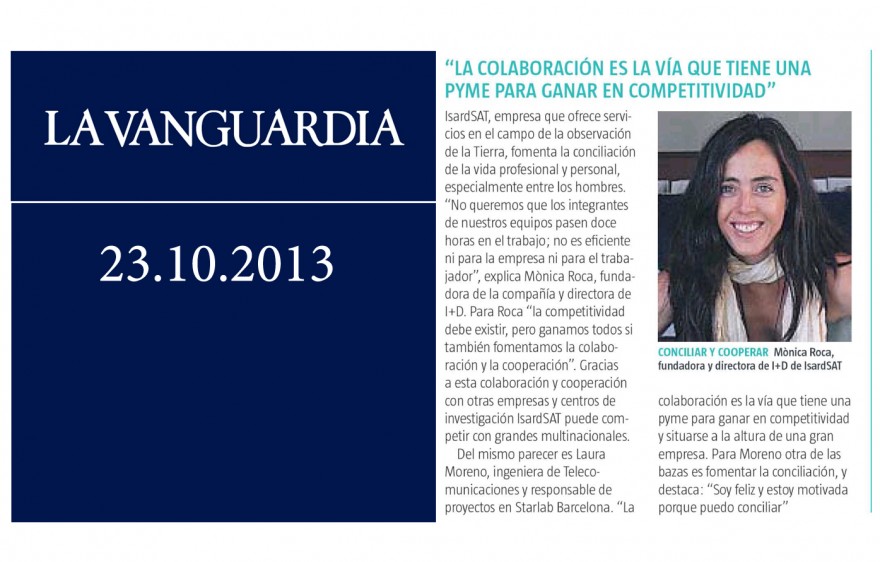 LA VANGUARDIA
23.10.2013
“LA COLABORACIÓN ES LA VÍA QUE TIENE UNA
PYME PARA GANAR EN COMPETITIVIDAD”
IsardSAT, empresa que ofrece servi-
cios en el campo de la observación
de la Tierra, fomenta la conciliación
de la vida profesional y personal,
especialmente entre los hombres.
“No queremos que los integrantes
de nuestros equipos pasen doce
horas en el trabajo; no es eficiente
ni para la empresa ni para el traba-
jador”, explica Mònica Roca, funda-
dora de la compañía y directora de
I+D. Para Roca “la competitividad
debe existir, pero ganamos todos si
también fomentamos la colabo-
ración y la cooperación”. Gracias
a esta colaboración y cooperación
con otras empresas y centros de
investigación IsardSAT puede com-
petir con grandes multinacionales.
Del mismo parecer es Laura
Moreno, ingeniera de Teleco-
municaciones y responsable de
proyectos en Starlab Barcelona. “La
CONCILIAR Y COOPERAR Mònica Roca,
fundadora y directora de I+D de IsardSAT
colaboración es la vía que tiene una
pyme para ganar en competitividad
y situarse a la altura de una gran
empresa. Para Moreno otra de las
bazas es fomentar la conciliación, y
destaca: “Soy feliz y estoy motivada
porque puedo conciliar”